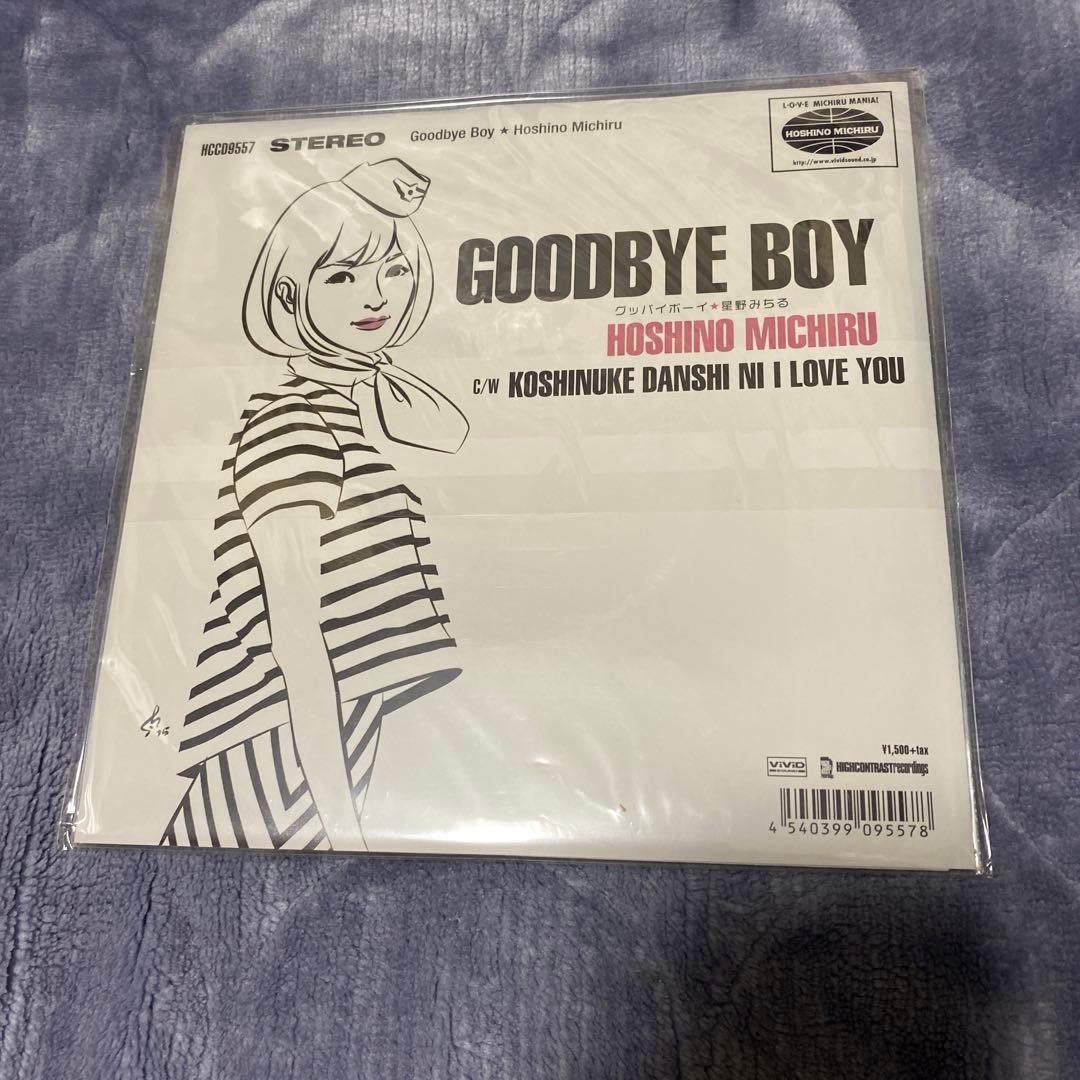 HCCD9557 STEREO Goodbye Boy ★ Hoshino Michiru
L·O·V·E MICHIRU MANIA!
HOSHINO MICHIRU
http://www.vividsound.co.jp
GOODBYE BOY
グッバイボーイ★星野みちる
HOSHINO MICHIRU
C/W KOSHINUKE DANSHI NI I LOVE YOU
¥1,500+tax
ViViD HIGHCONTRASTrecordings
4 540399 095578